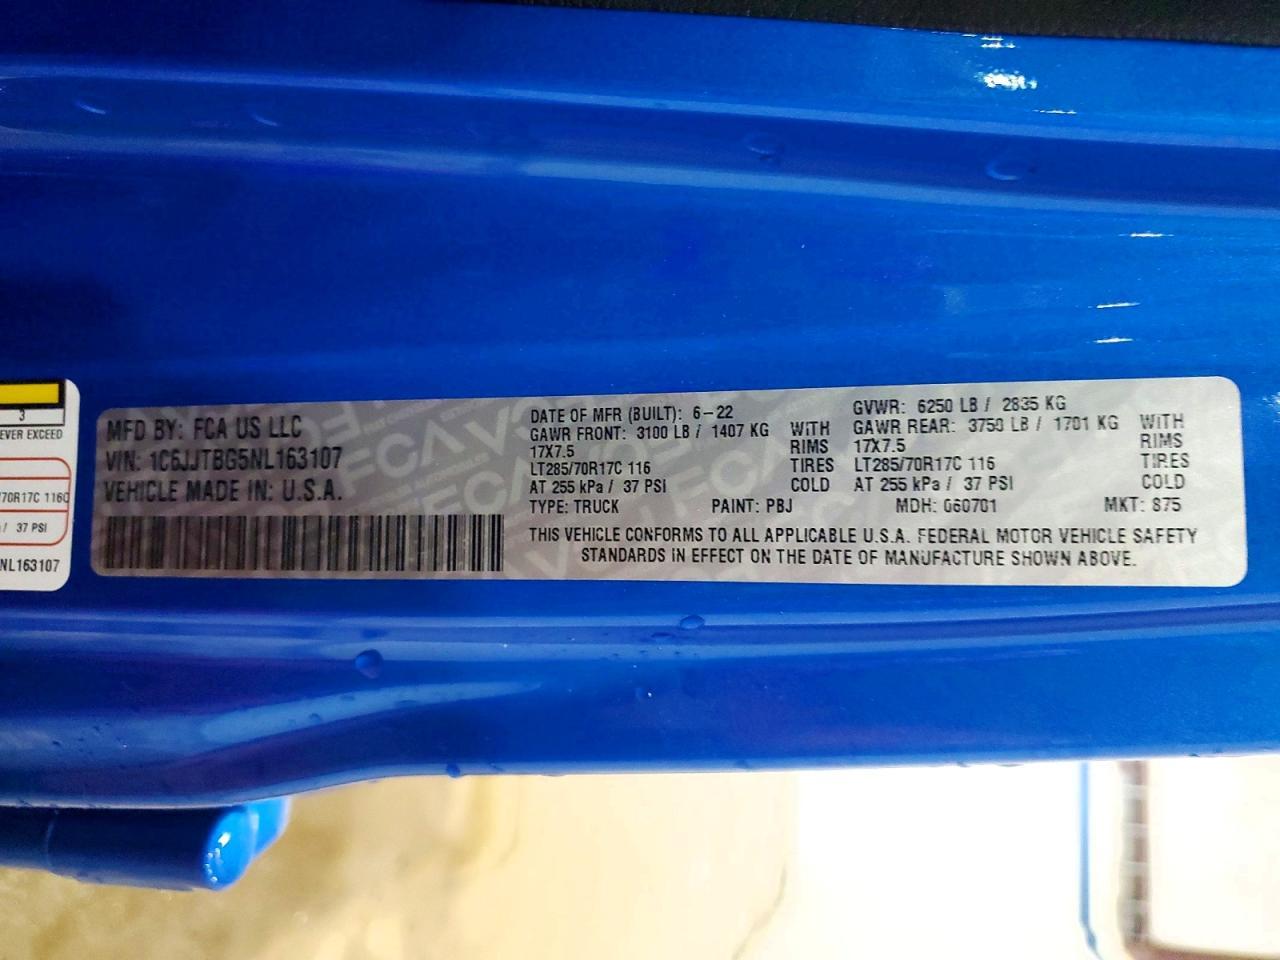 3
EVER EXCEED
/70R17C 116Q
/ 37 PSI
NL163107
MFD BY: FCA US LLC
VIN: 1C6JJTBG5NL163107
VEHICLE MADE IN: U.S.A.
DATE OF MFR (BUILT): 6-22
GVWR: 6250 LB / 2835 KG
GAWR FRONT: 3100 LB / 1407 KG WITH
17X7.5 RIMS
LT285/70R17C 116 TIRES
AT 255 kPa / 37 PSI COLD
GAWR REAR: 3750 LB / 1701 KG WITH
17X7.5 RIMS
LT285/70R17C 116 TIRES
AT 255 kPa / 37 PSI COLD
TYPE: TRUCK PAINT: PBJ MDH: 060701 MKT: 875
THIS VEHICLE CONFORMS TO ALL APPLICABLE U.S.A. FEDERAL MOTOR VEHICLE SAFETY
STANDARDS IN EFFECT ON THE DATE OF MANUFACTURE SHOWN ABOVE.